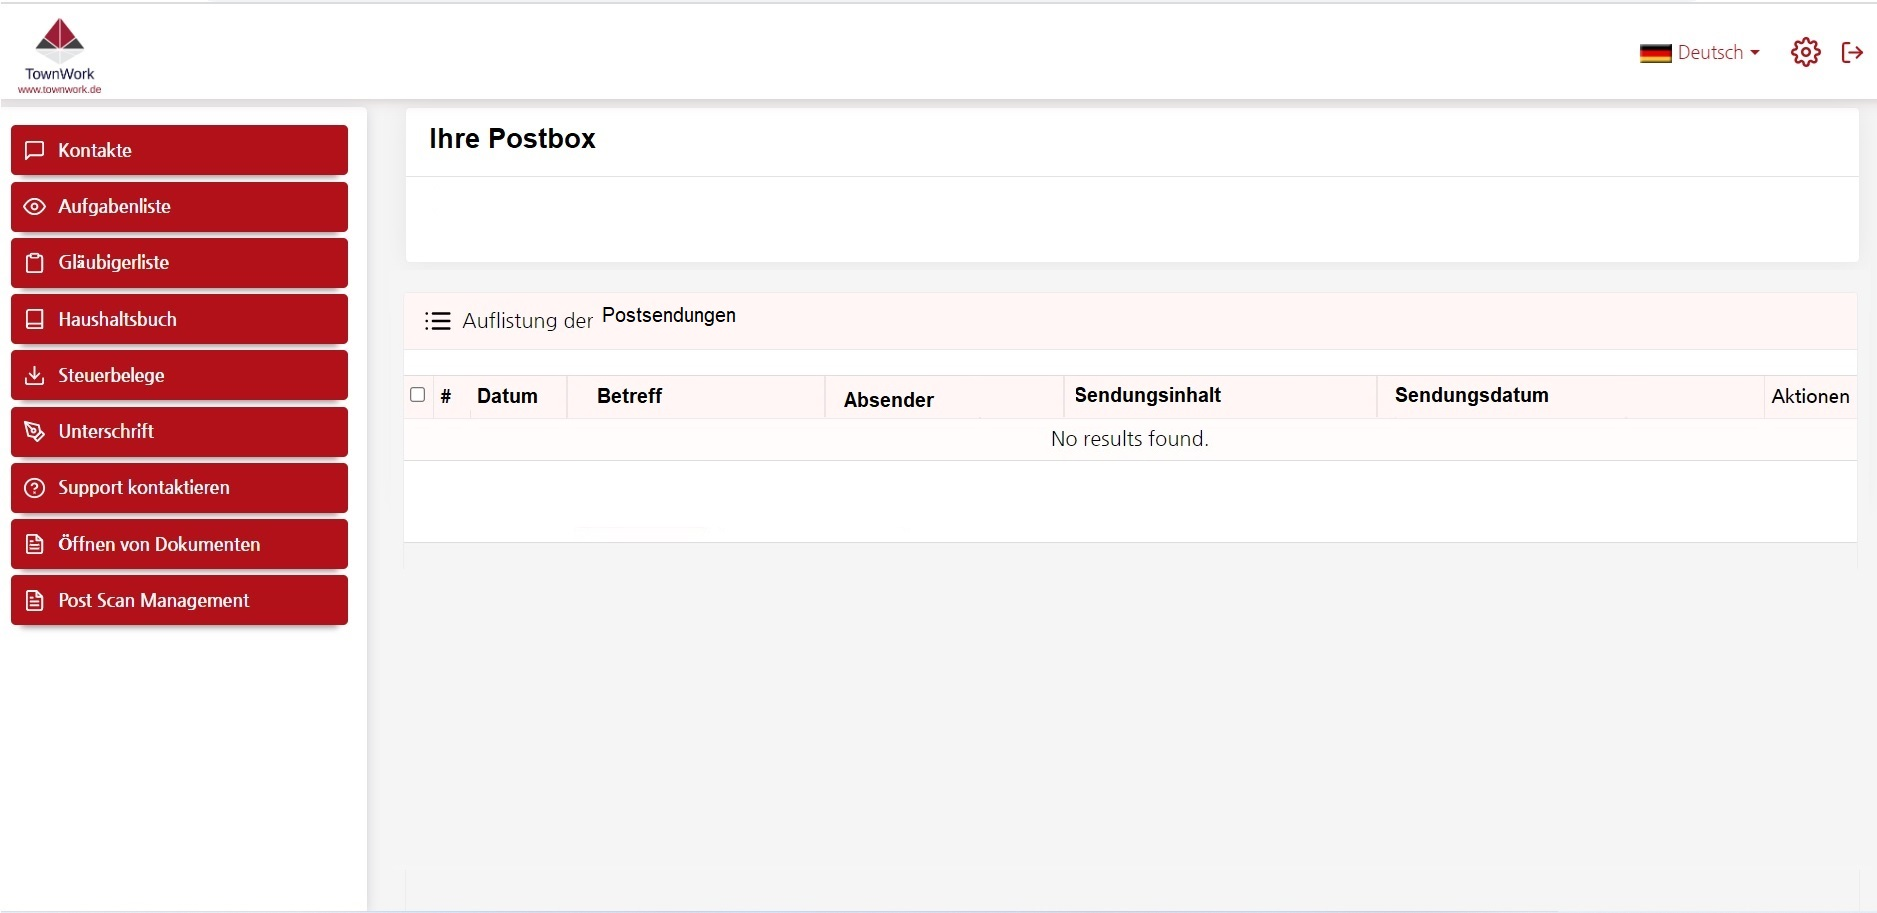 TownWork
www.townwork.de
Deutsch
Kontakte
Aufgabenliste
Gläubigerliste
Haushaltsbuch
Steuerbelege
Unterschrift
Support kontaktieren
Öffnen von Dokumenten
Post Scan Management
Ihre Postbox
Auflistung der Postsendungen
# Datum Betreff Absender Sendungsinhalt Sendungsdatum Aktionen
No results found.